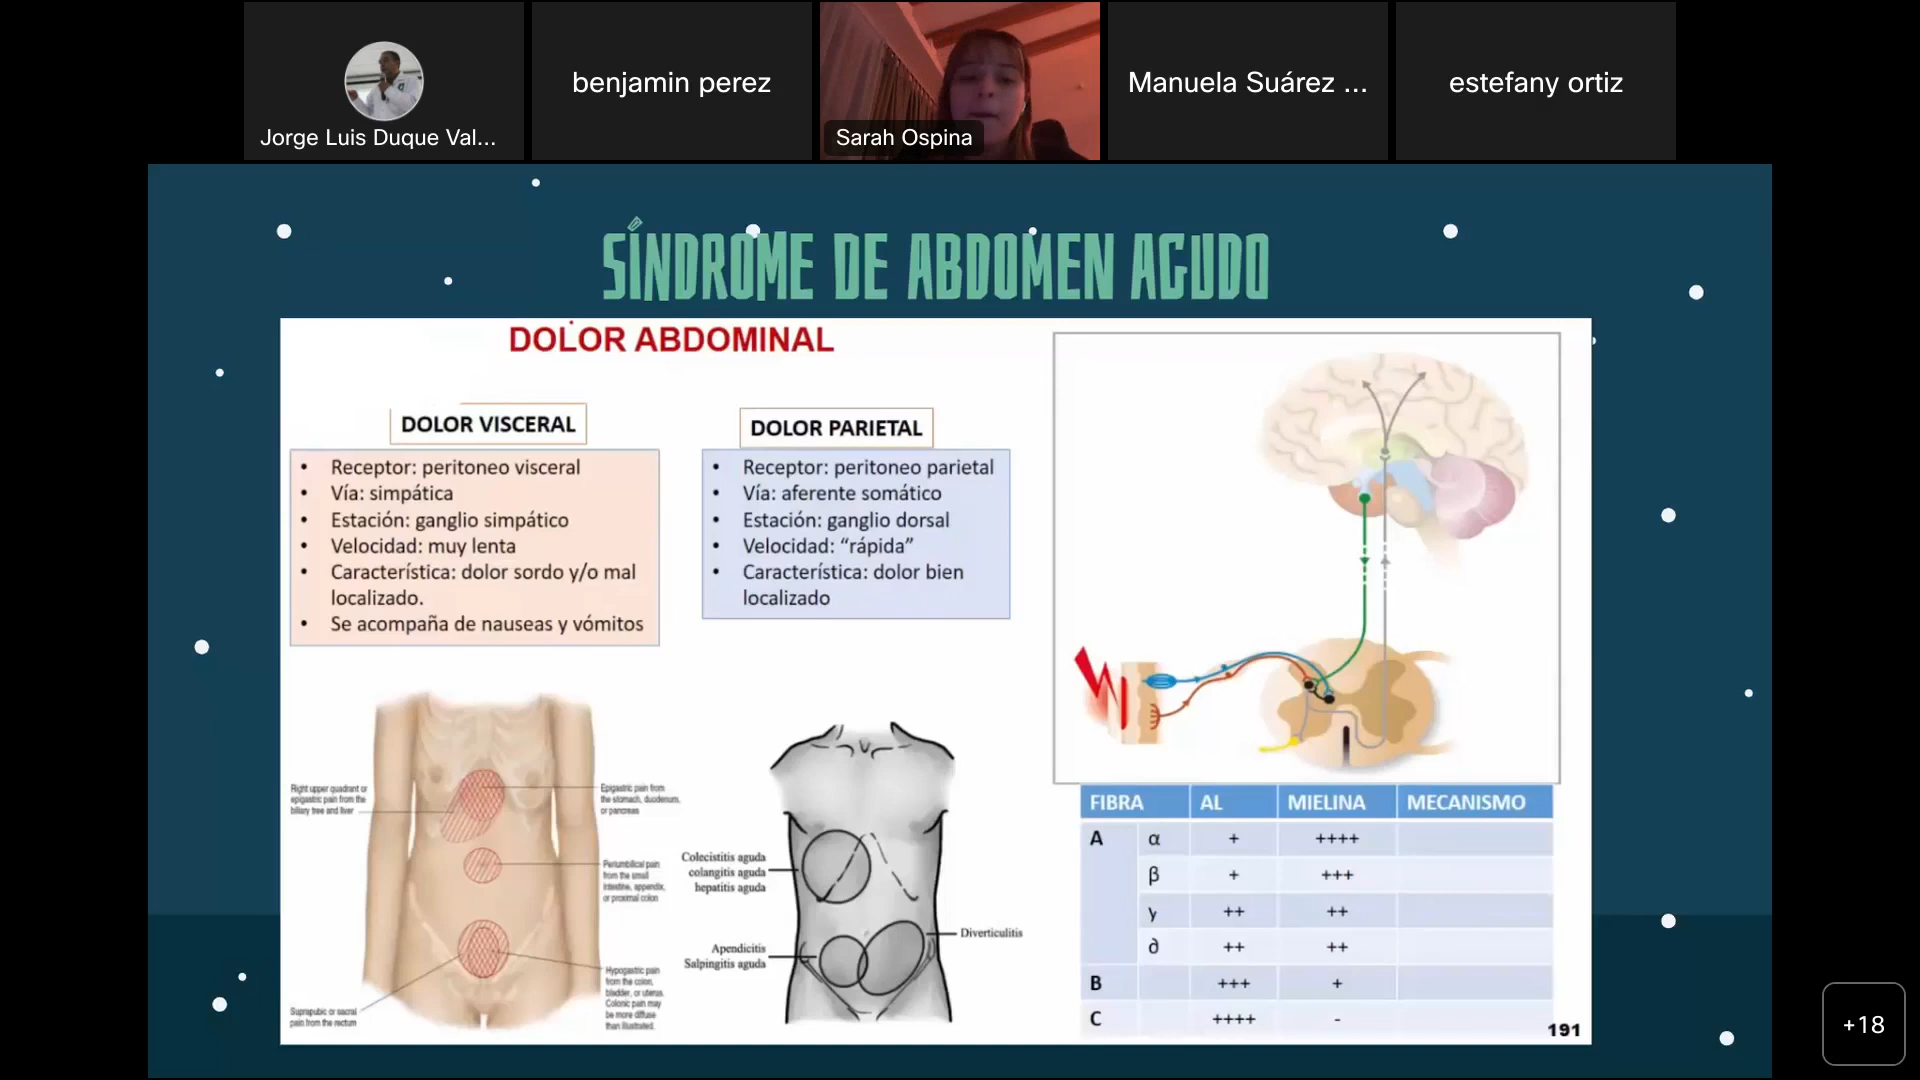 Jorge Luis Duque Val...
benjamin perez
Sarah Ospina
Manuela Suárez ...
estefany ortiz
SÍNDROME DE ABDOMEN AGUDO
DOLOR ABDOMINAL
DOLOR VISCERAL
• Receptor: peritoneo visceral
• Vía: simpática
• Estación: ganglio simpático
• Velocidad: muy lenta
• Característica: dolor sordo y/o mal
localizado.
• Se acompaña de nauseas y vómitos
DOLOR PARIETAL
• Receptor: peritoneo parietal
• Vía: aferente somático
• Estación: ganglio dorsal
• Velocidad: “rápida”
• Característica: dolor bien
localizado
Right upper quadrant or
epigastric pain from the
biliary tree and liver
Epigastric pain from
the stomach, duodenum,
or pancreas
Periumbilical pain
from the small
intestine, appendix,
or proximal colon
Suprapubic or sacral
pain from the rectum
Hypogastric pain
from the colon,
bladder, or uterus.
Colonic pain may
be more diffuse
than illustrated.
Colecistitis aguda
colangitis aguda
hepatitis aguda
Apendicitis
Salpingitis aguda
Diverticulitis
FIBRA AL MIELINA MECANISMO
A α + ++++
β + +++
γ ++ ++
∂ ++ ++
B +++ +
C ++++ -
191
+18